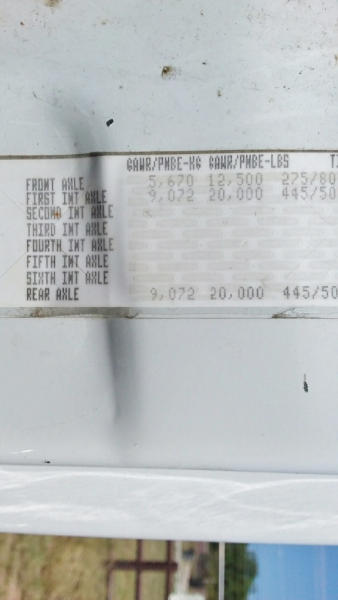 GAWR/PNBE-KG GAWR/PNBE-LBS
FRONT AXLE 5,670 12,500 275/80
FIRST INT AXLE 9,072 20,000 445/50
SECOND INT AXLE
THIRD INT AXLE
FOURTH INT AXLE
FIFTH INT AXLE
SIXTH INT AXLE
REAR AXLE 9,072 20,000 445/50